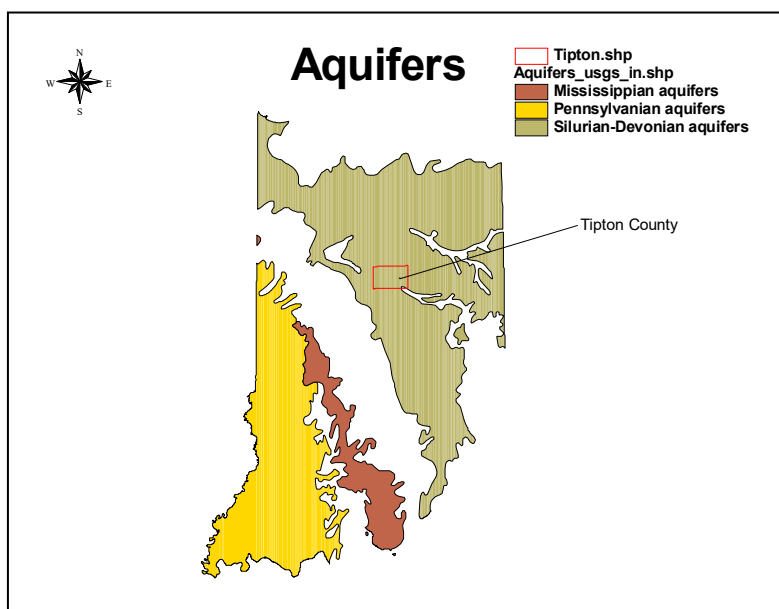 N
W E
S
Aquifers
Tipton.shp
Aquifers_usgs_in.shp
Mississippian aquifers
Pennsylvanian aquifers
Silurian-Devonian aquifers
Tipton County